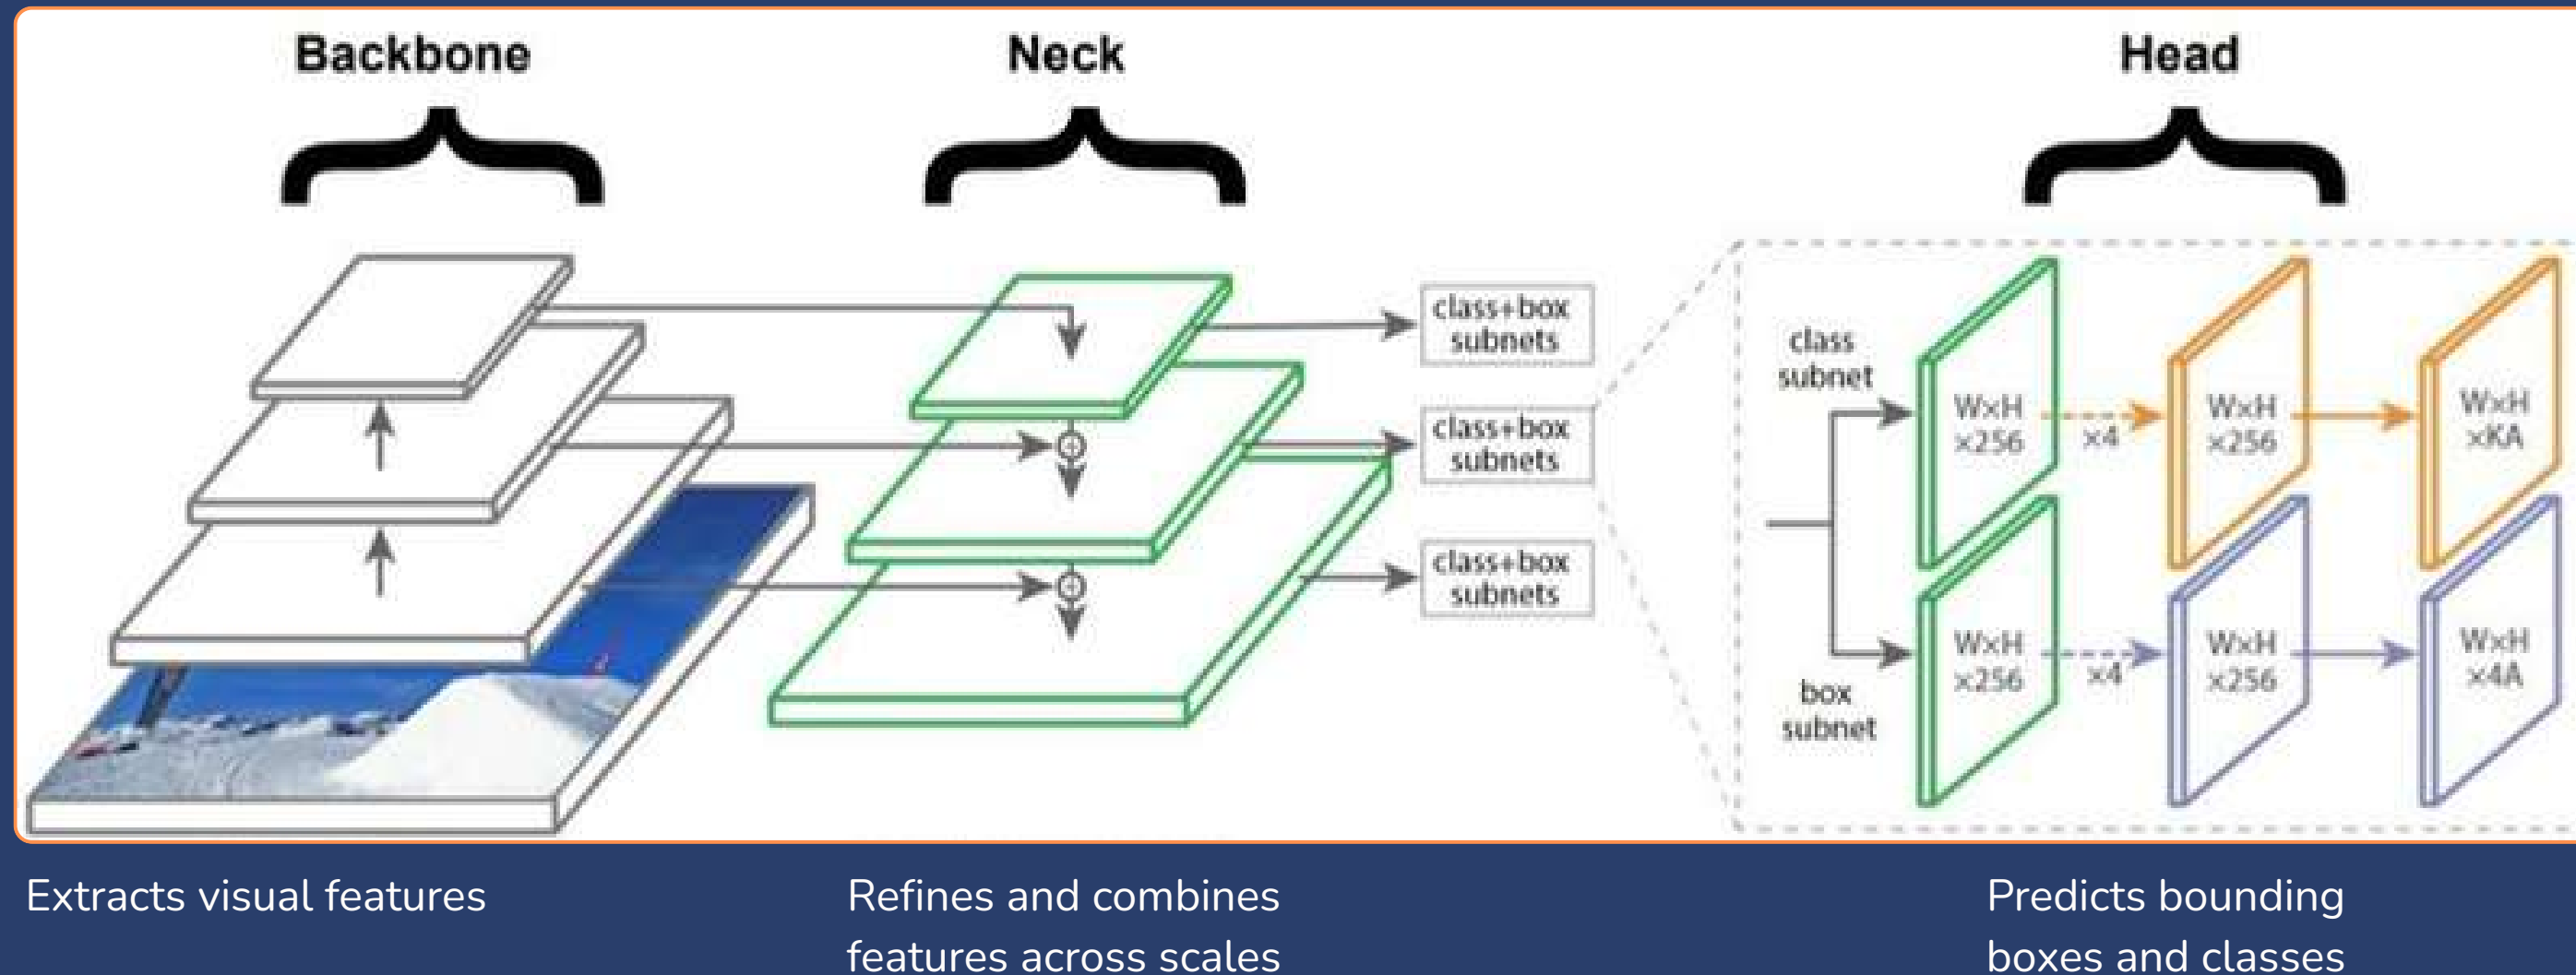 Backbone
Neck
Head
class+box
subnets
class+box
subnets
class+box
subnets
class
subnet
W×H
×256
×4
W×H
×256
W×H
×KA
box
subnet
W×H
×256
×4
W×H
×256
W×H
×4A
Extracts visual features
Refines and combines
features across scales
Predicts bounding
boxes and classes